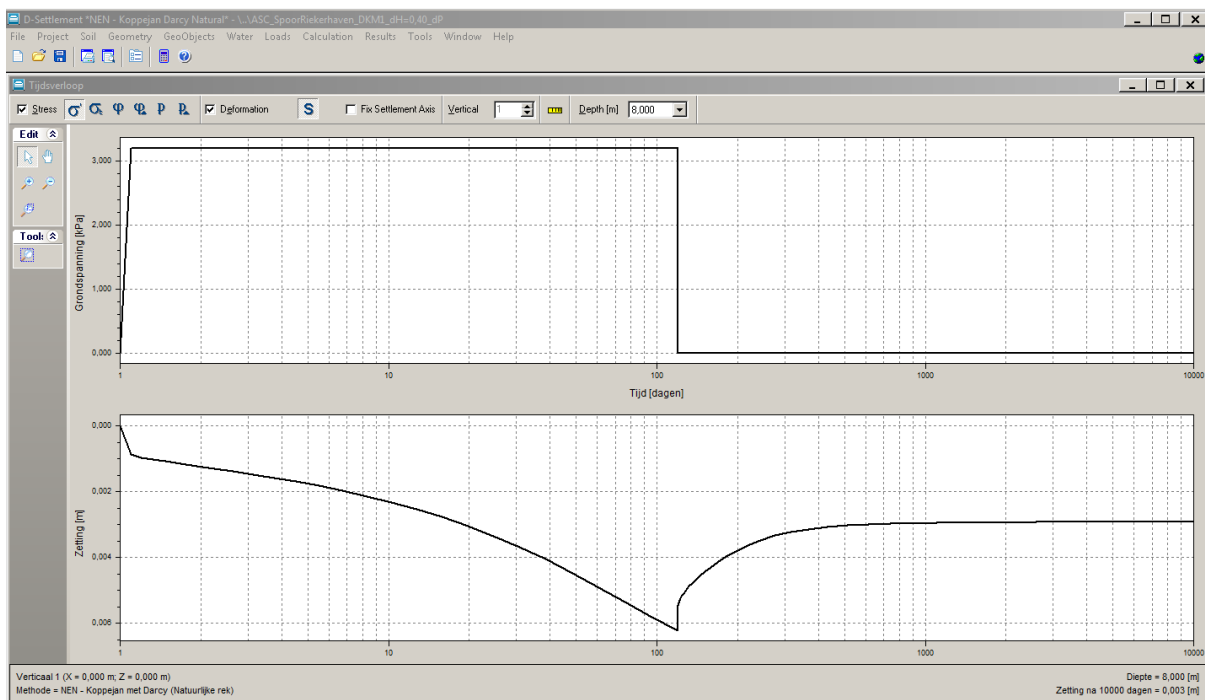 D-Settlement *NEN - Koppejan Darcy Natural* - \..\ASC_SpoorRiekerhaven_DKM1_dH=0,40_dP
File Project Soil Geometry GeoObjects Water Loads Calculation Results Tools Window Help
Tijdsverloop
Stress σ' φ φ p p Deformation S Fix Settlement Axis Vertical 1 Depth [m] 8,000
Edit
Tool:
Grondspanning [kPa]
3,000
2,000
1,000
0,000
1 10 100 1000 10000
Tijd [dagen]
Zetting [m]
0,000
0,002
0,004
0,006
1 10 100 1000 10000
Verticaal 1 (X = 0,000 m; Z = 0,000 m)
Diepte = 8,000 [m]
Methode = NEN - Koppejan met Darcy (Natuurlijke rek)
Zetting na 10000 dagen = 0,003 [m]